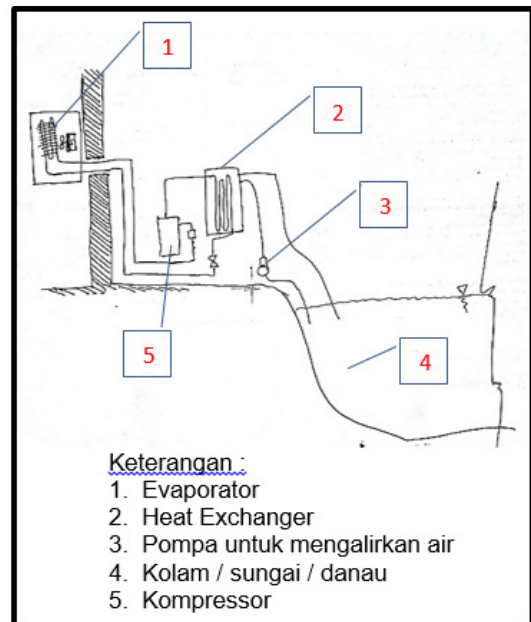 1
2
3
4
5
Keterangan :
1. Evaporator
2. Heat Exchanger
3. Pompa untuk mengalirkan air
4. Kolam / sungai / danau
5. Kompressor